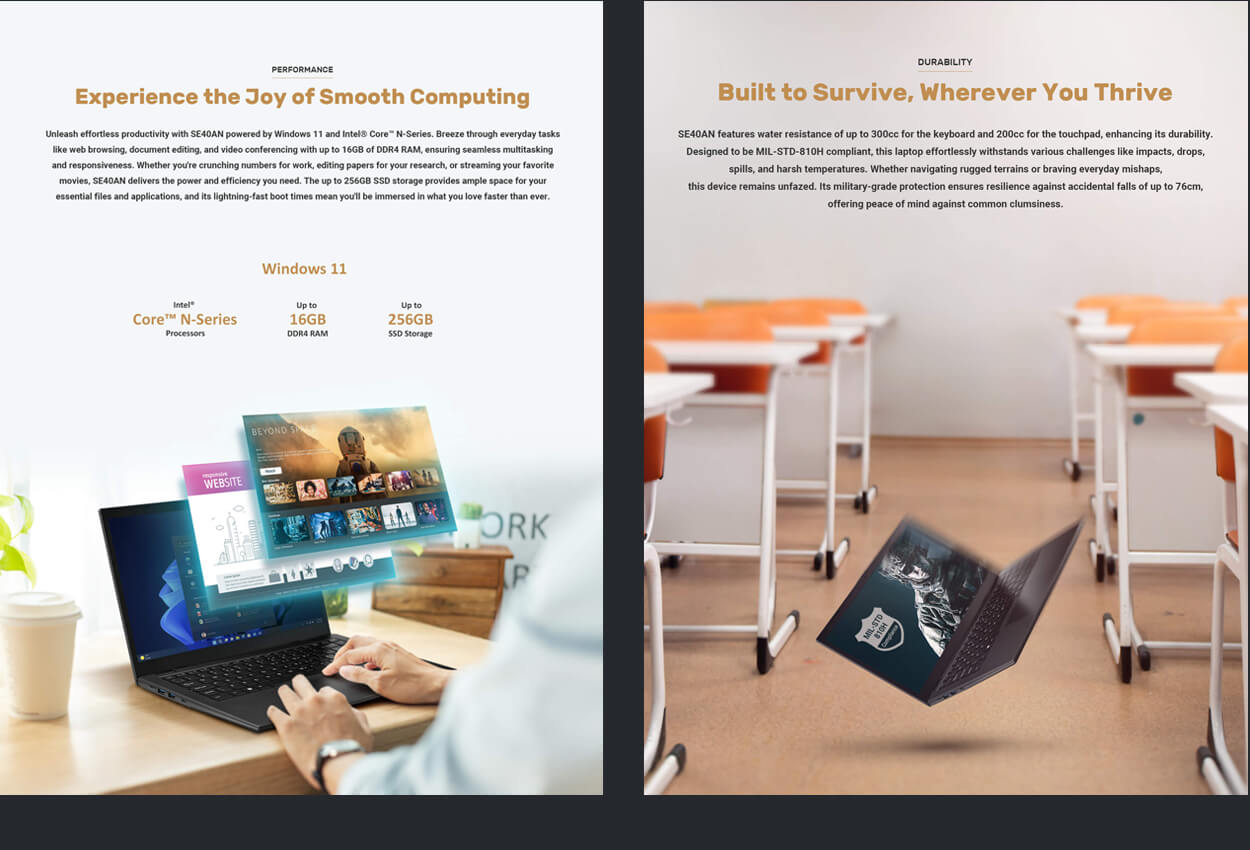 PERFORMANCE
Experience the Joy of Smooth Computing
Unleash effortless productivity with SE40AN powered by Windows 11 and Intel® Core™ N-Series. Breeze through everyday tasks
like web browsing, document editing, and video conferencing with up to 16GB of DDR4 RAM, ensuring seamless multitasking
and responsiveness. Whether you're crunching numbers for work, editing papers for your research, or streaming your favorite
movies, SE40AN delivers the power and efficiency you need. The up to 256GB SSD storage provides ample space for your
essential files and applications, and its lightning-fast boot times mean you'll be immersed in what you love faster than ever.
Windows 11
Intel®
Core™ N-Series
Processors
Up to
16GB
DDR4 RAM
Up to
256GB
SSD Storage
BEYOND
responsive
WEBSITE
DURABILITY
Built to Survive, Wherever You Thrive
SE40AN features water resistance of up to 300cc for the keyboard and 200cc for the touchpad, enhancing its durability.
Designed to be MIL-STD-810H compliant, this laptop effortlessly withstands various challenges like impacts, drops,
spills, and harsh temperatures. Whether navigating rugged terrains or braving everyday mishaps,
this device remains unfazed. Its military-grade protection ensures resilience against accidental falls of up to 76cm,
offering peace of mind against common clumsiness.
MIL-STD
810H